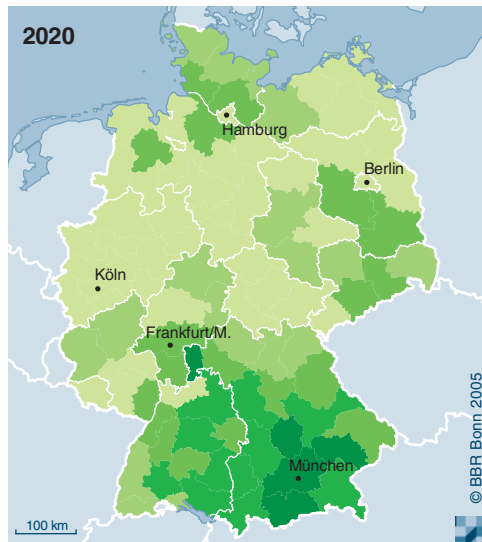 2020
Hamburg
Berlin
Köln
Frankfurt/M.
München
100 km
© BBR Bonn 2005